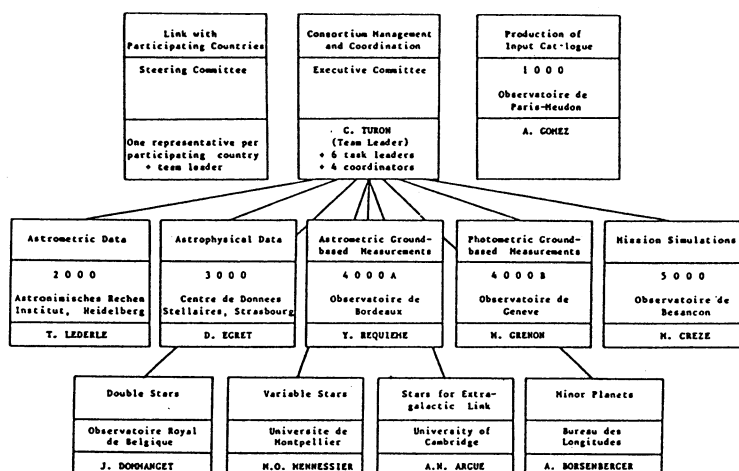 Link with
Participating Countries
Steering Committee
One representative per
participating country
+ team leader
Consortium Management
and Coordination
Executive Committee
C. TURON
(Team Leader)
+ 6 task leaders
+ 4 coordinators
Production of
Input Cat-logue
1 0 0 0
Observatoire de
Paris-Meudon
A. GOMEZ
Astrometric Data
2 0 0 0
Astronimisches Rechen
Institut, Heidelberg
T. LEDERLE
Astrophysical Data
3 0 0 0
Centre de Donnees
Stellaires, Strasbourg
D. EGRET
Astrometric Ground-
based Measurements
4 0 0 0 A
Observatoire de
Bordeaux
Y. REQUIEME
Photometric Ground-
based Measurements
4 0 0 0 B
Observatoire de
Geneve
M. GRENON
Mission Simulations
5 0 0 0
Observatoire de
Besancon
M. CREZE
Double Stars
Observatoire Royal
de Belgique
J. DOMMANGET
Variable Stars
Universite de
Montpellier
M.O. MENNESSIER
Stars for Extra-
galactic Link
University of
Cambridge
A.N. ARGUE
Minor Planets
Bureau des
Longitudes
A. BORSENBERGER